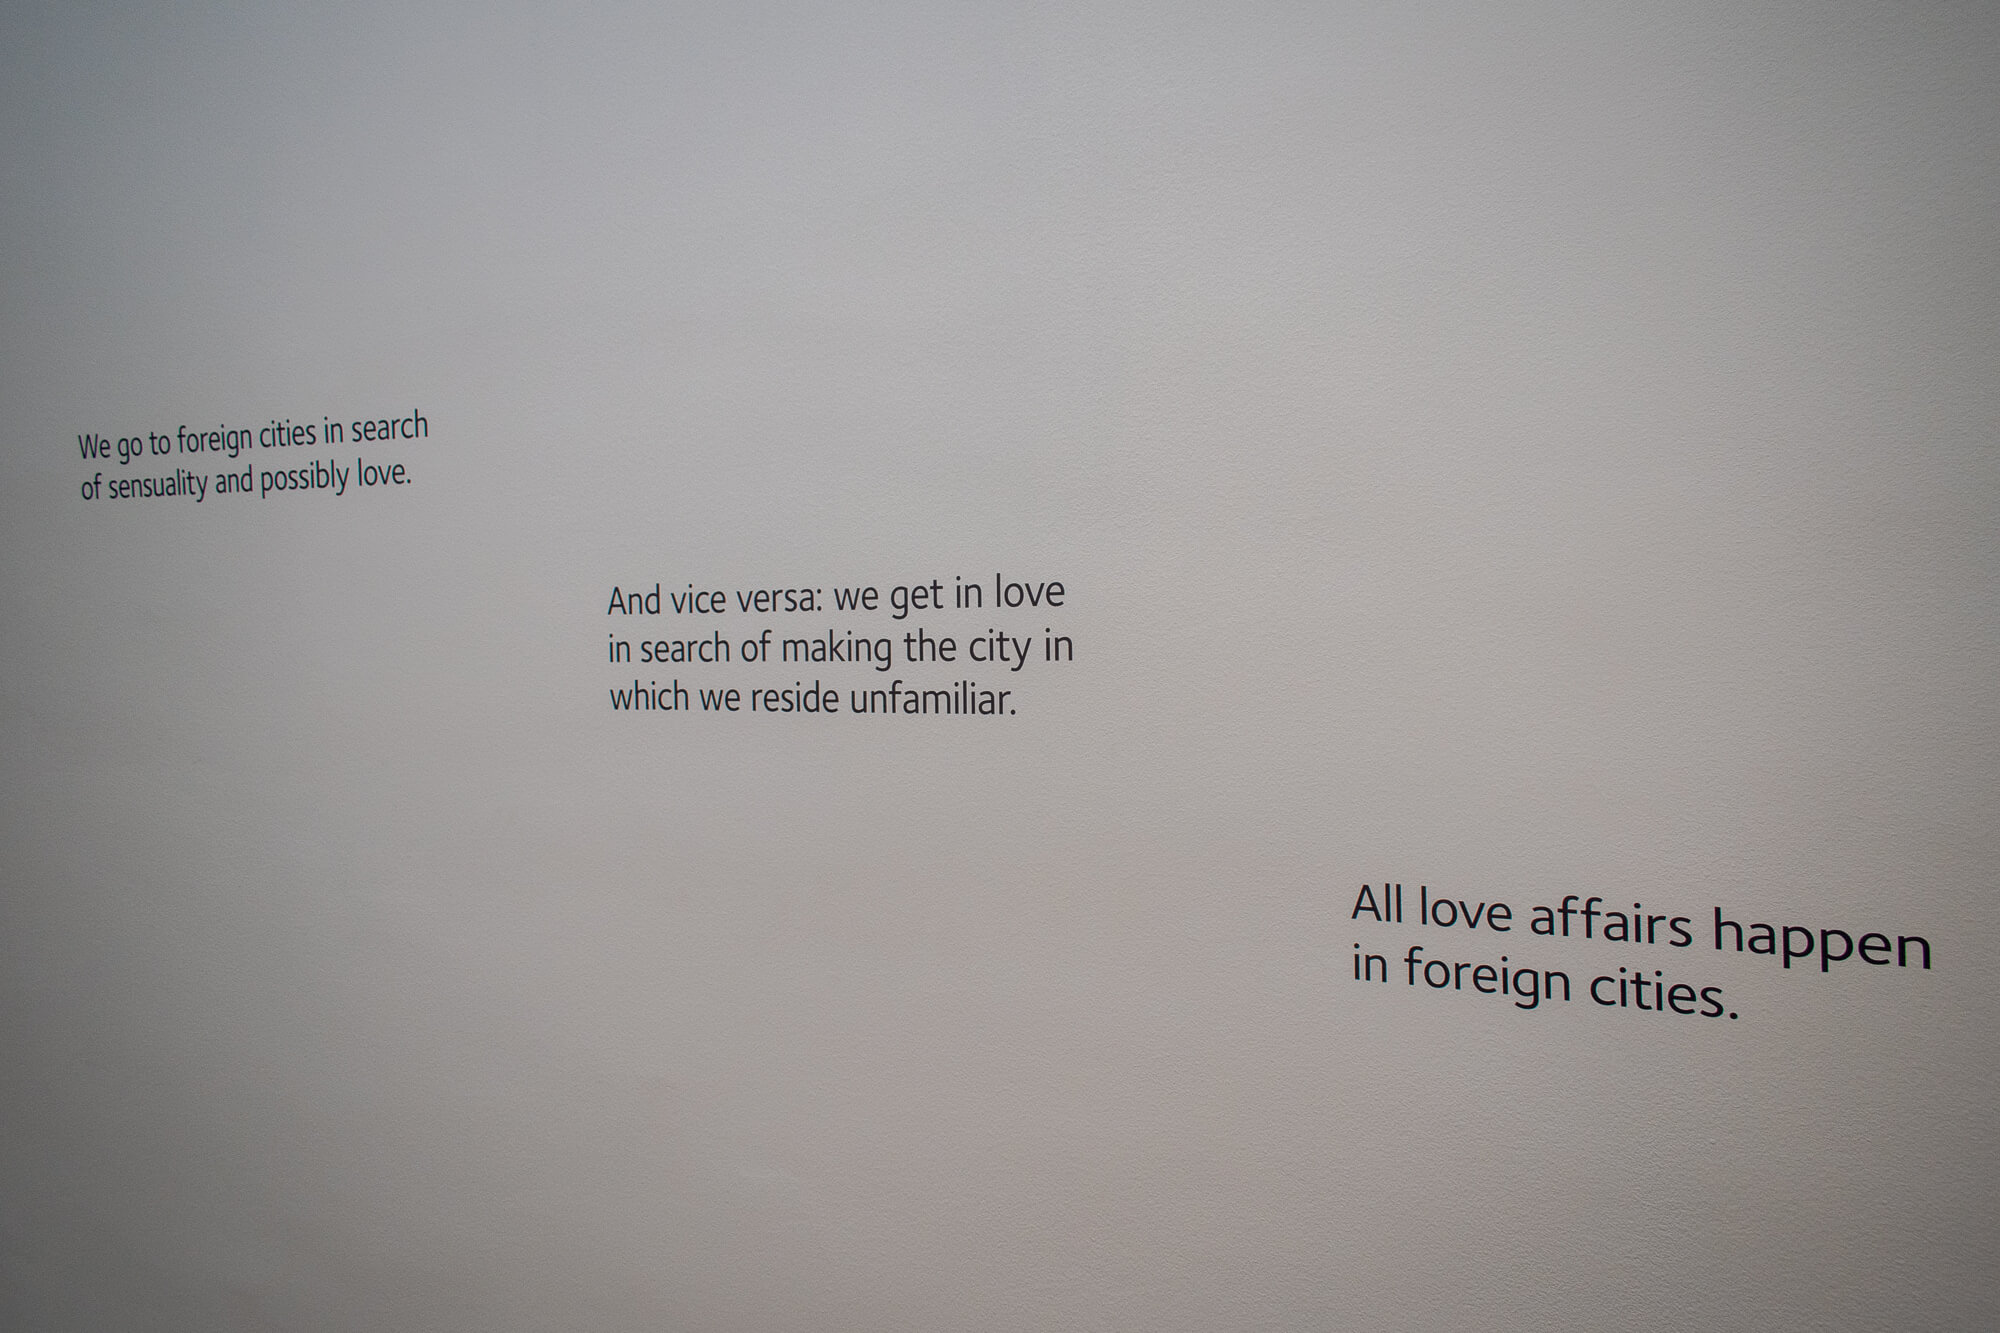 We go to foreign cities in search
of sensuality and possibly love.
And vice versa: we get in love
in search of making the city in
which we reside unfamiliar.
All love affairs happen
in foreign cities.